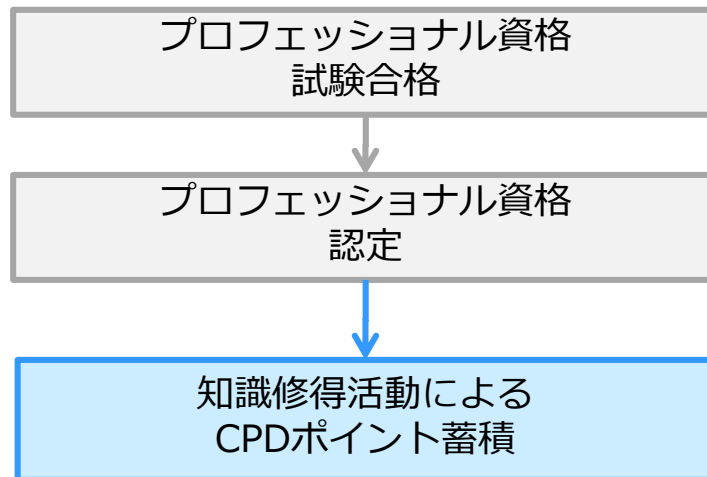 プロフェッショナル資格
試験合格
プロフェッショナル資格
認定
知識修得活動による
CPDポイント蓄積